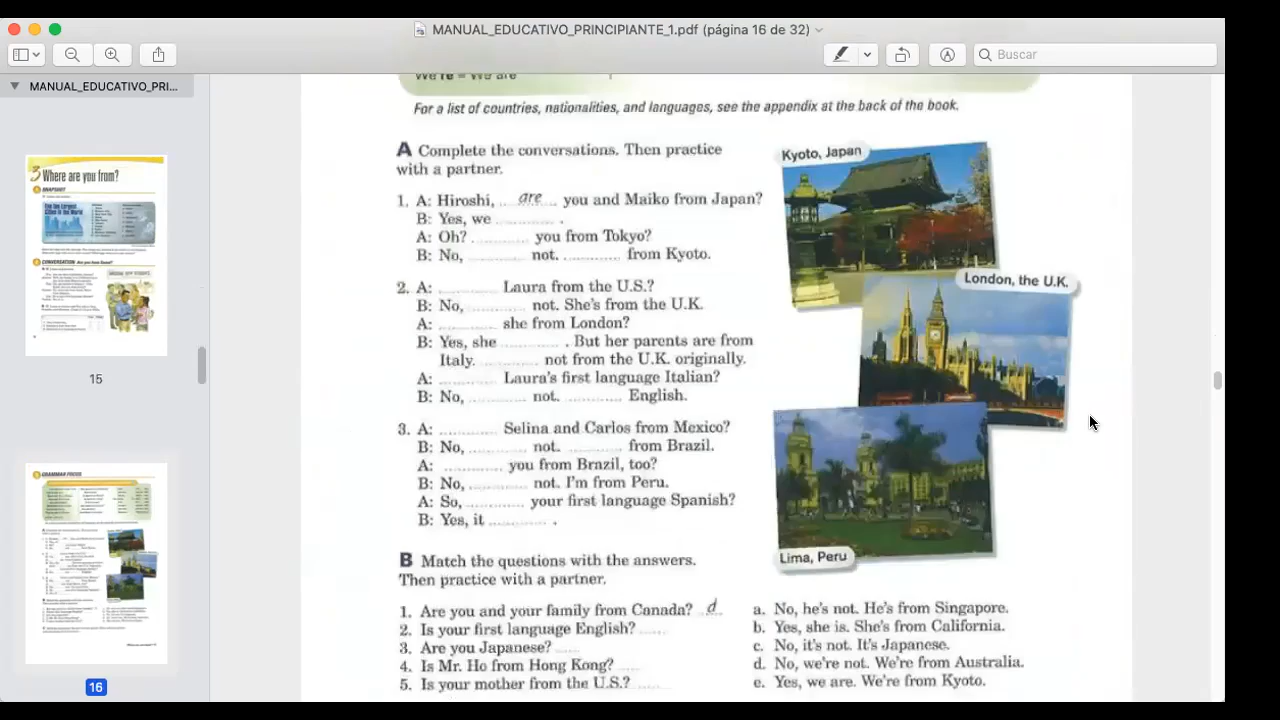 MANUAL_EDUCATIVO_PRINCIPIANTE_1.pdf (página 16 de 32)
Buscar
MANUAL_EDUCATIVO_PRI...
We're = We are
For a list of countries, nationalities, and languages, see the appendix at the back of the book.
A Complete the conversations. Then practice
with a partner.
1. A: Hiroshi, are you and Maiko from Japan?
B: Yes, we .......... .
A: Oh? .......... you from Tokyo?
B: No, .......... not. .......... from Kyoto.
2. A: .......... Laura from the U.S.?
B: No, .......... not. She's from the U.K.
A: .......... she from London?
B: Yes, she .......... . But her parents are from
Italy. .......... not from the U.K. originally.
A: .......... Laura's first language Italian?
B: No, .......... not. .......... English.
3. A: .......... Selina and Carlos from Mexico?
B: No, .......... not. .......... from Brazil.
A: .......... you from Brazil, too?
B: No, .......... not. I'm from Peru.
A: So, .......... your first language Spanish?
B: Yes, it .......... .
Kyoto, Japan
London, the U.K.
Lima, Peru
B Match the questions with the answers.
Then practice with a partner.
1. Are you and your family from Canada? d
2. Is your first language English? .....
3. Are you Japanese? .....
4. Is Mr. Ho from Hong Kong? .....
5. Is your mother from the U.S.? .....
a. No, he's not. He's from Singapore.
b. Yes, she is. She's from California.
c. No, it's not. It's Japanese.
d. No, we're not. We're from Australia.
e. Yes, we are. We're from Kyoto.
3 Where are you from?
SNAPSHOT
CONVERSATION
15
GRAMMAR FOCUS
16